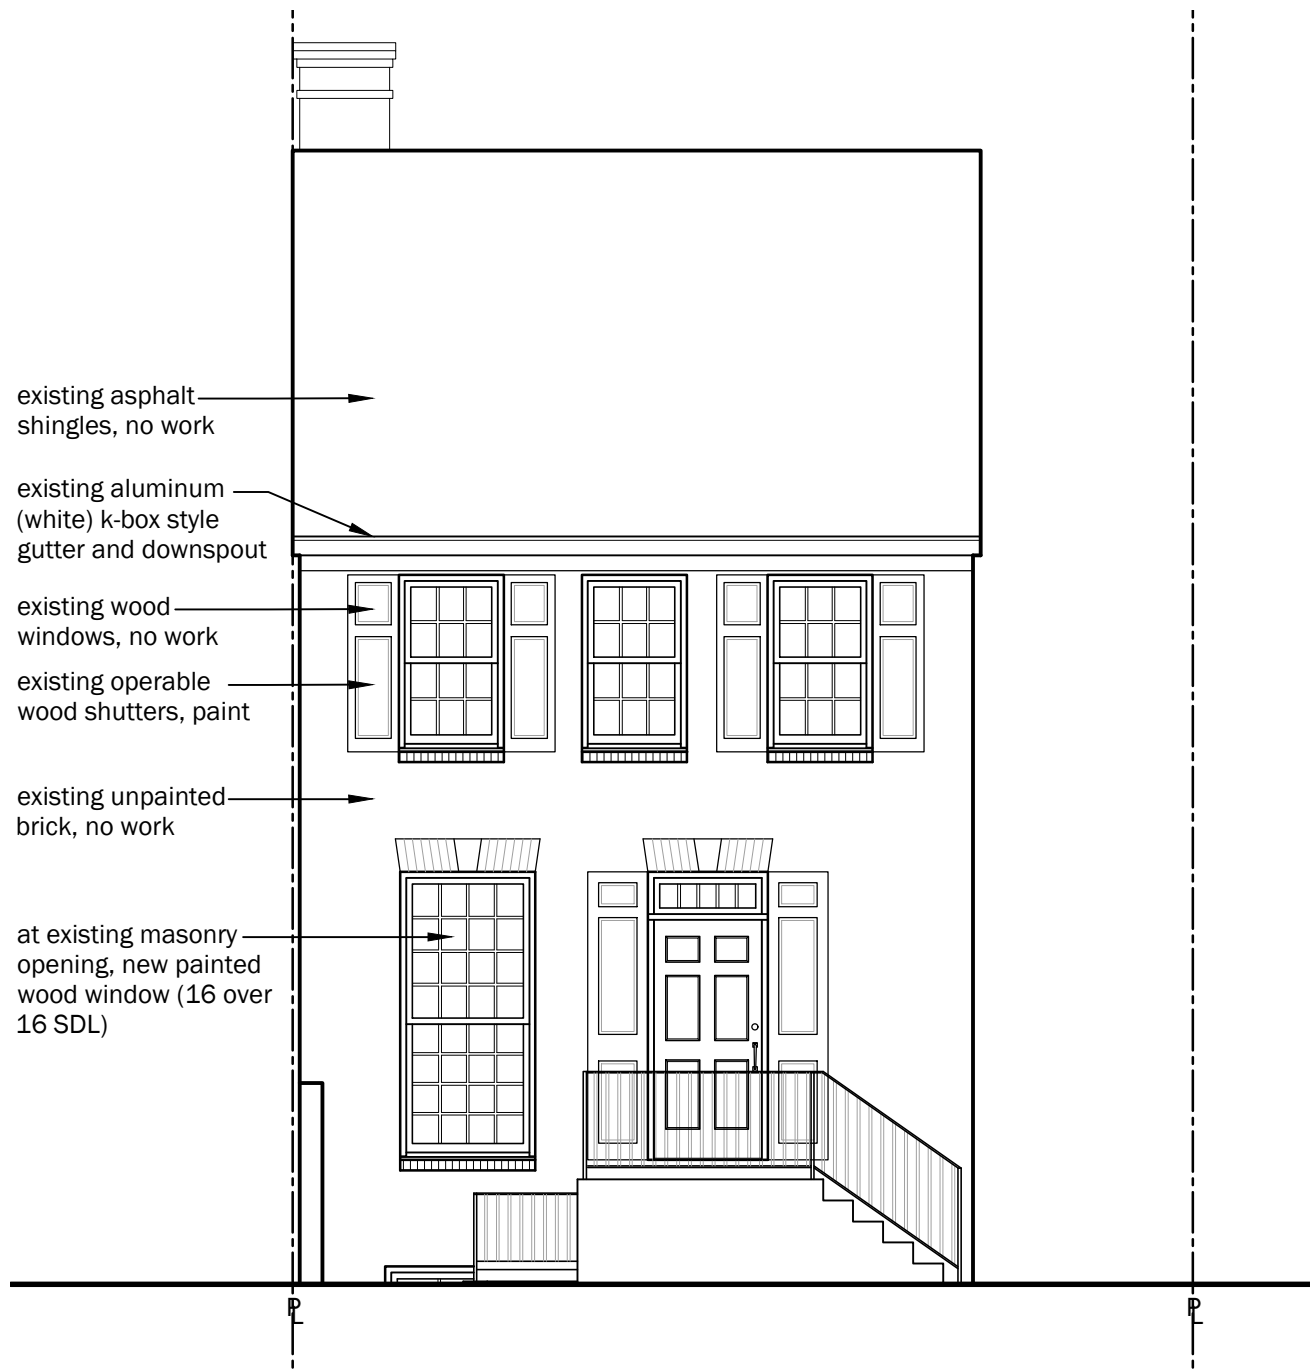 existing asphalt
shingles, no work
existing aluminum
(white) k-box style
gutter and downspout
existing wood
windows, no work
existing operable
wood shutters, paint
existing unpainted
brick, no work
at existing masonry
opening, new painted
wood window (16 over
16 SDL)
PL
PL